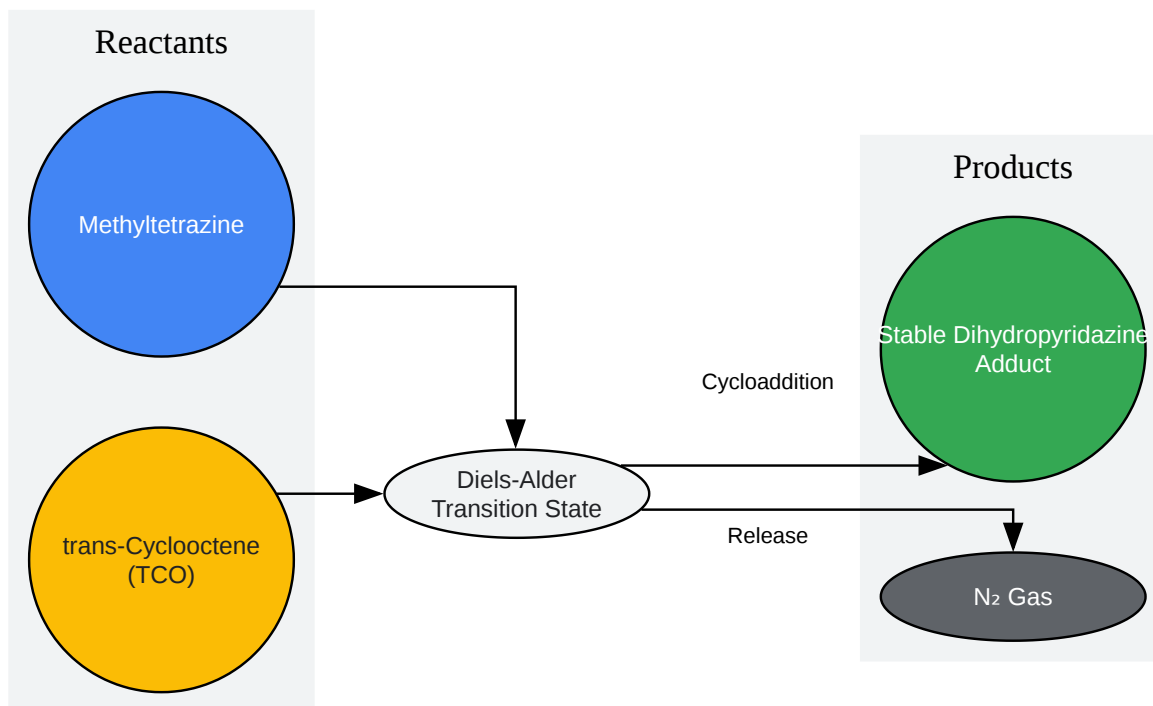 Reactants
Methyltetrazine
trans-Cyclooctene
(TCO)
Diels-Alder
Transition State
Cycloaddition
Release
Products
Stable Dihydropyridazine
Adduct
N₂ Gas